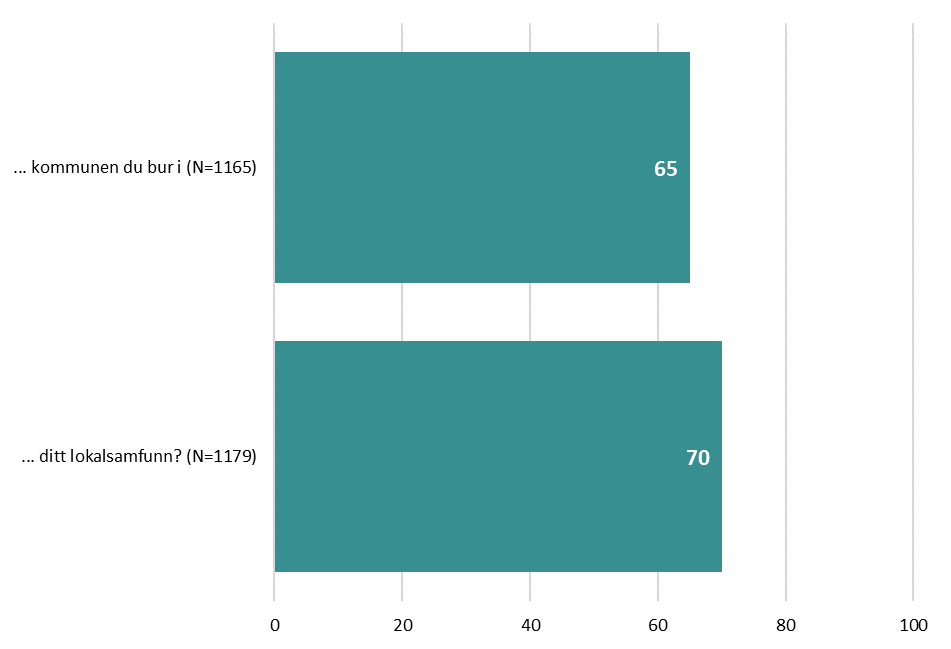 ... kommunen du bur i (N=1165)
65
... ditt lokalsamfunn? (N=1179)
70
0 20 40 60 80 100